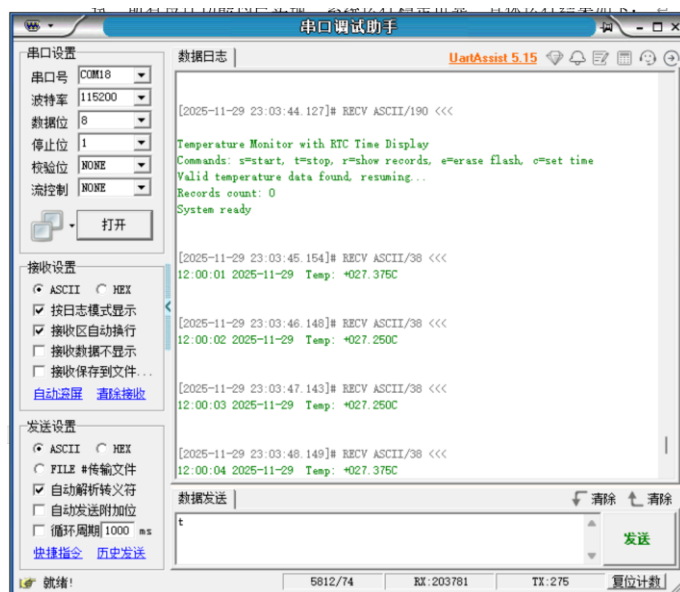 串口调试助手
串口设置
串口号 COM18
波特率 115200
数据位 8
停止位 1
校验位 NONE
流控制 NONE
打开
接收设置
ASCII HEX
按日志模式显示
接收区自动换行
接收数据不显示
接收保存到文件...
自动滚屏 清除接收
发送设置
ASCII HEX
FILE #传输文件
自动解析转义符
自动发送附加位
循环周期 1000 ms
快捷指令 历史发送
数据日志 UartAssist 5.15
[2025-11-29 23:03:44.127]# RECV ASCII/190 <<<
Temperature Monitor with RTC Time Display
Commands: s=start, t=stop, r=show records, e=erase flash, c=set time
Valid temperature data found, resuming...
Records count: 0
System ready
[2025-11-29 23:03:45.154]# RECV ASCII/38 <<<
12:00:01 2025-11-29 Temp: +027.375C
[2025-11-29 23:03:46.148]# RECV ASCII/38 <<<
12:00:02 2025-11-29 Temp: +027.250C
[2025-11-29 23:03:47.143]# RECV ASCII/38 <<<
12:00:03 2025-11-29 Temp: +027.250C
[2025-11-29 23:03:48.149]# RECV ASCII/38 <<<
12:00:04 2025-11-29 Temp: +027.375C
数据发送 清除 清除
t
发送
就绪! 5812/74 RX:203781 TX:275 复位计数